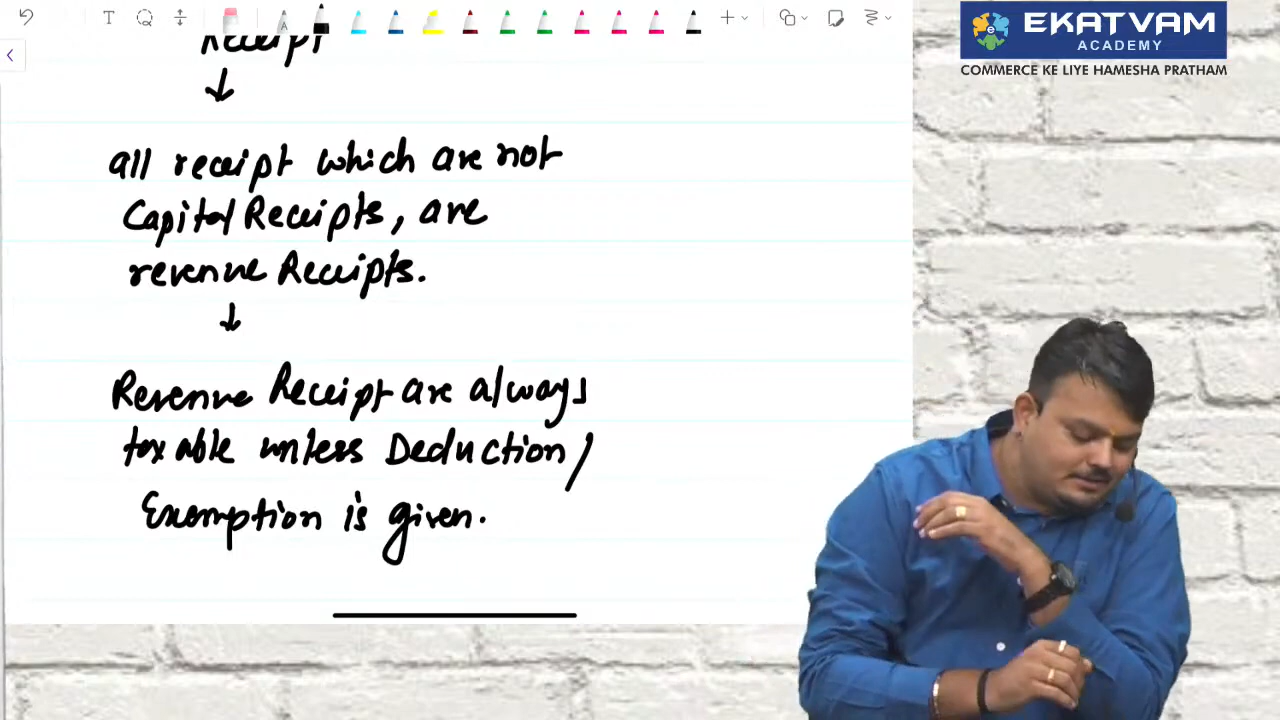 EKATVAM
ACADEMY
COMMERCE KE LIYE HAMESHA PRATHAM
Receipt
all receipt which are not
Capital Receipts, are
revenue Receipts.
Revenue Receipt are always
taxable unless Deduction /
Exemption is given.